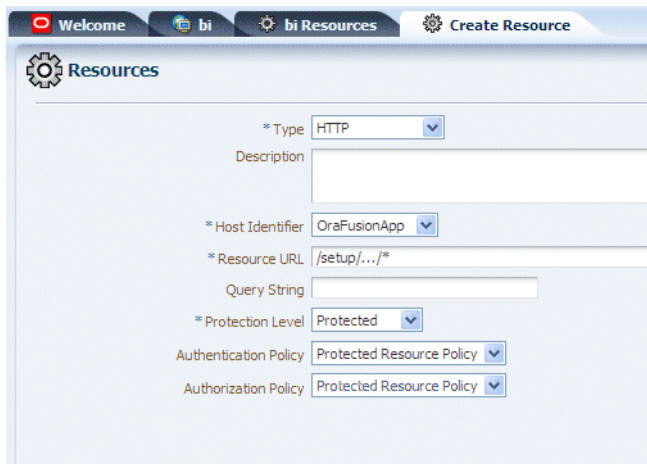 Welcome bi bi Resources Create Resource
Resources
* Type HTTP
Description
* Host Identifier OraFusionApp
* Resource URL /setup/.../*
Query String
* Protection Level Protected
Authentication Policy Protected Resource Policy
Authorization Policy Protected Resource Policy